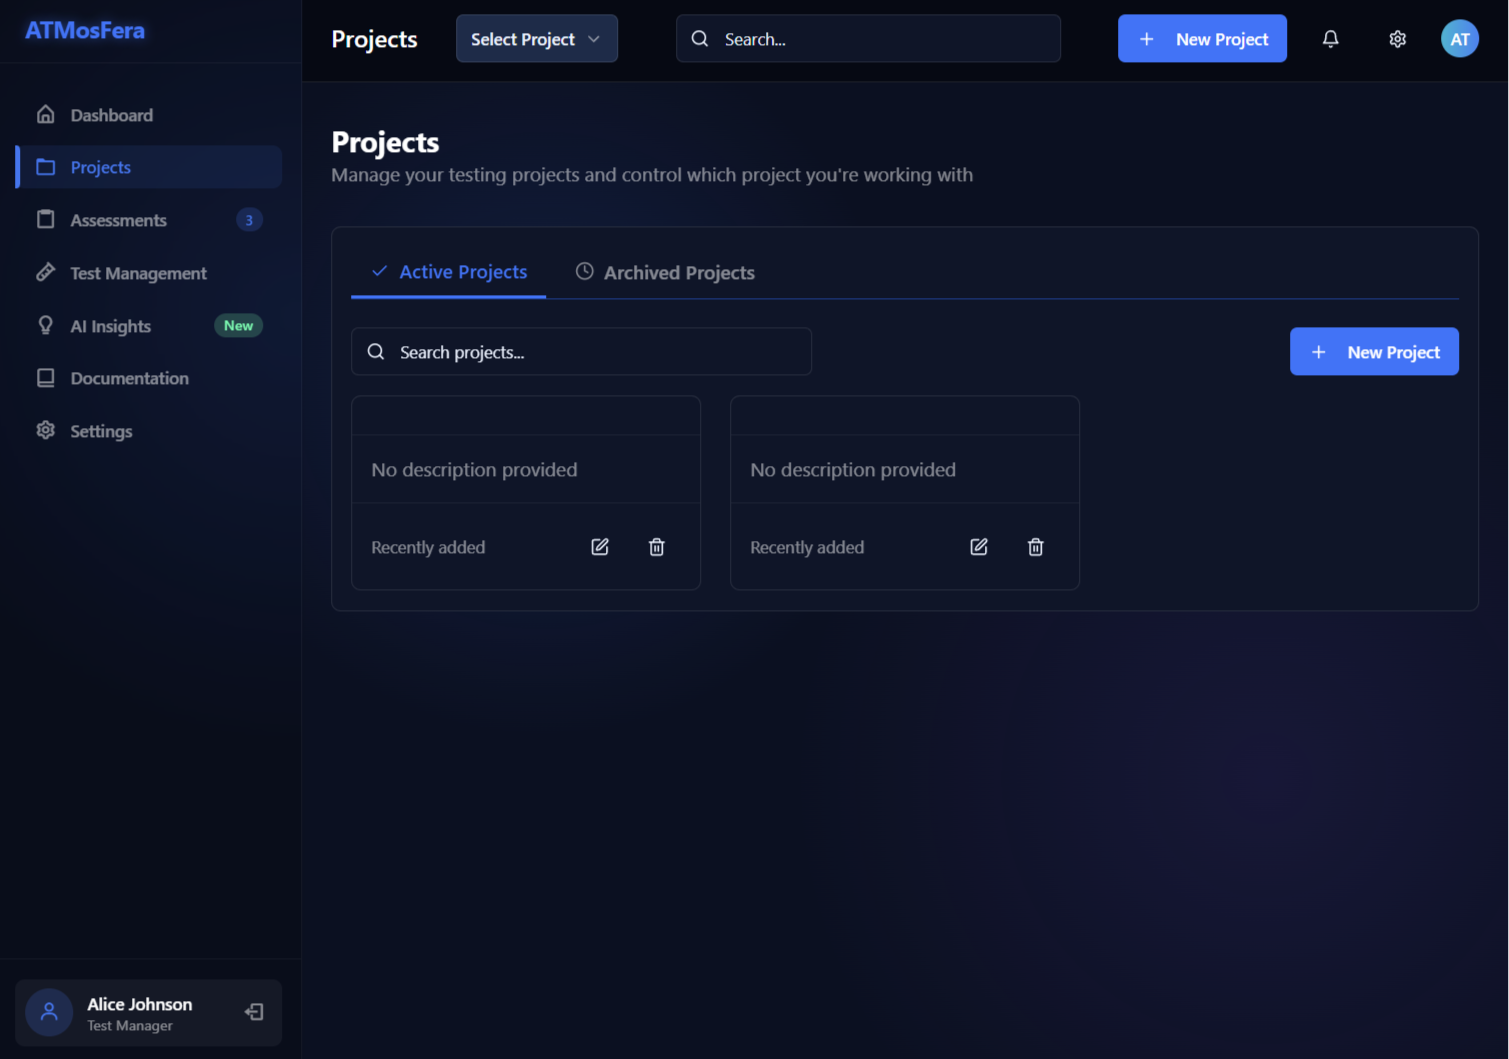 ATMosFera
Projects
Select Project
Search...
New Project
AT
Dashboard
Projects
Assessments
3
Test Management
AI Insights
New
Documentation
Settings
Projects
Manage your testing projects and control which project you're working with
Active Projects
Archived Projects
Search projects...
New Project
No description provided
No description provided
Recently added
Recently added
Alice Johnson
Test Manager